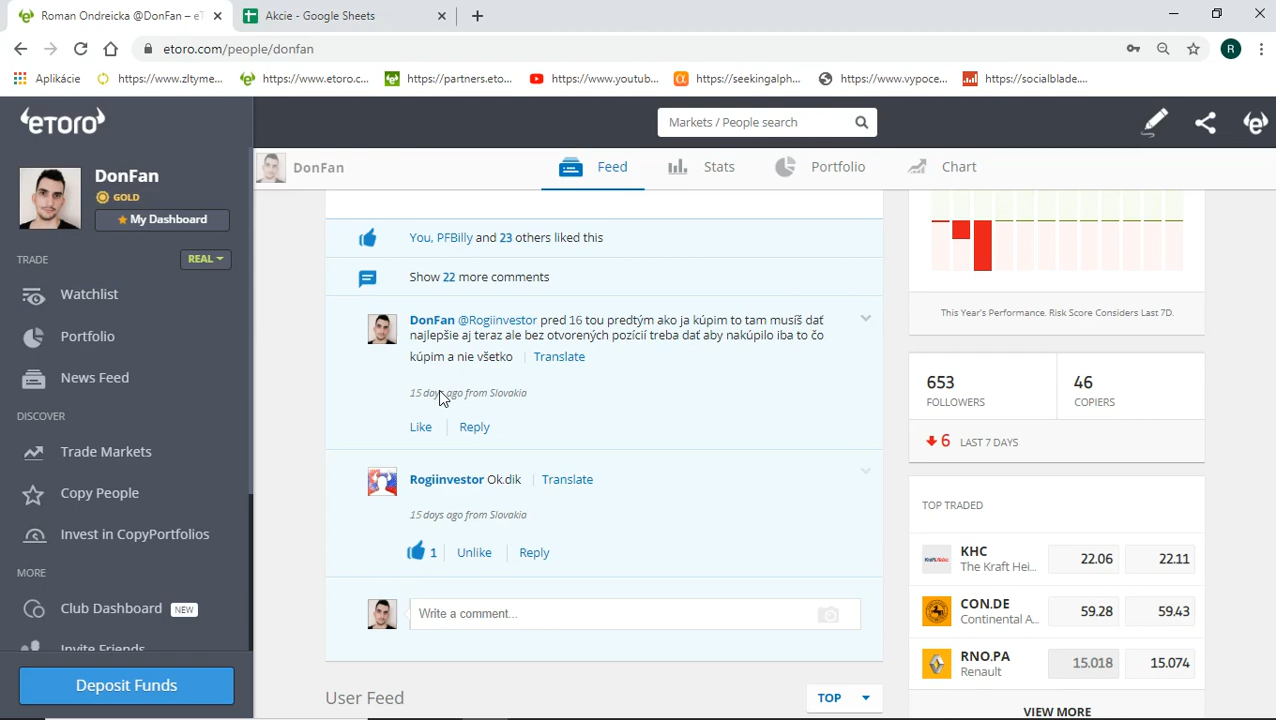 Roman Ondreicka @DonFan – eT
Akcie - Google Sheets
etoro.com/people/donfan
R
Aplikácie
https://www.zltyme...
https://www.etoro.c...
https://partners.eto...
https://www.youtub...
https://seekingalph...
https://www.vypoce...
https://socialblade....
eToro
Markets / People search
DonFan
GOLD
My Dashboard
TRADE
REAL
Watchlist
Portfolio
News Feed
DISCOVER
Trade Markets
Copy People
Invest in CopyPortfolios
MORE
Club Dashboard NEW
Invite Friends
Deposit Funds
DonFan
Feed
Stats
Portfolio
Chart
You, PFBilly and 23 others liked this
Show 22 more comments
DonFan @Rogiinvestor pred 16 tou predtým ako ja kúpim to tam musíš dať
najlepšie aj teraz ale bez otvorených pozícií treba dať aby nakúpilo iba to čo
kúpim a nie všetko Translate
15 days ago from Slovakia
Like Reply
Rogiinvestor Ok.dik Translate
15 days ago from Slovakia
1 Unlike Reply
Write a comment...
User Feed
TOP
This Year's Performance. Risk Score Considers Last 7D.
653
FOLLOWERS
46
COPIERS
6 LAST 7 DAYS
TOP TRADED
KHC
The Kraft Hei...
22.06
22.11
CON.DE
Continental A...
59.28
59.43
RNO.PA
Renault
15.018
15.074
VIEW MORE